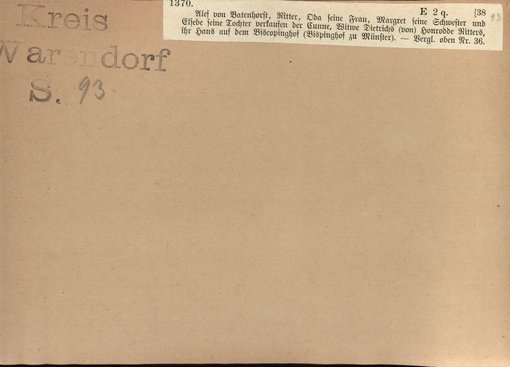 Kreis
Warendorf
S. 93
1370. E 2 q. [38
93
Alef von Batenhorst, Ritter, Oda seine Frau, Margret seine Schwester und
Elsebe seine Tochter verkaufen der Cunne, Witwe Dietrichs (von) Honrodde Ritters,
ihr Haus auf dem Biscopinghof (Bispinghof zu Münster). — Vergl. oben Nr. 36.